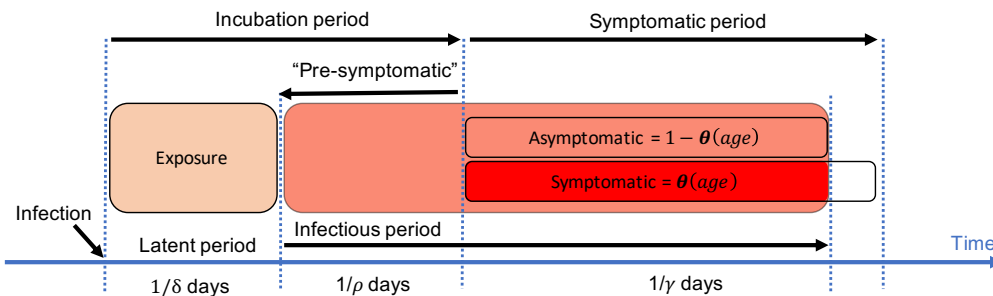 Incubation period
Symptomatic period
“Pre-symptomatic”
Exposure
Asymptomatic = 1 − θ(age)
Symptomatic = θ(age)
Infection
Latent period
Infectious period
Time
1/δ days
1/ρ days
1/γ days